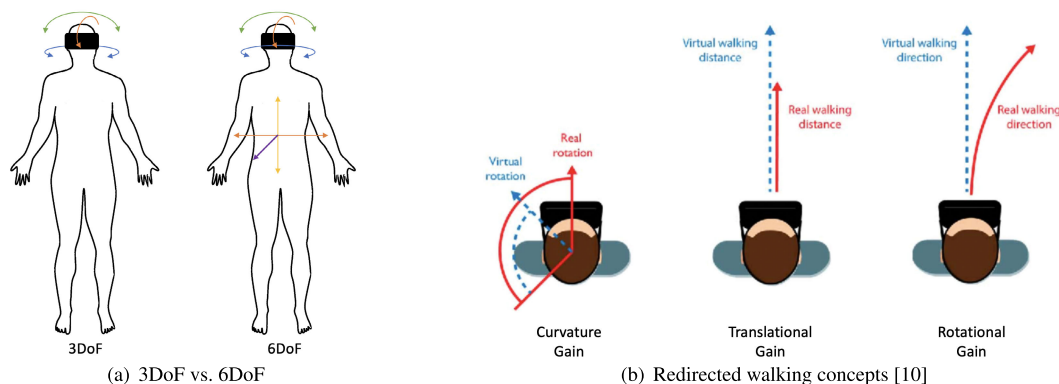 3DoF
6DoF
(a) 3DoF vs. 6DoF
Virtual
rotation
Real
rotation
Curvature
Gain
Virtual walking
distance
Real walking
distance
Translational
Gain
Virtual walking
direction
Real walking
direction
Rotational
Gain
(b) Redirected walking concepts [10]